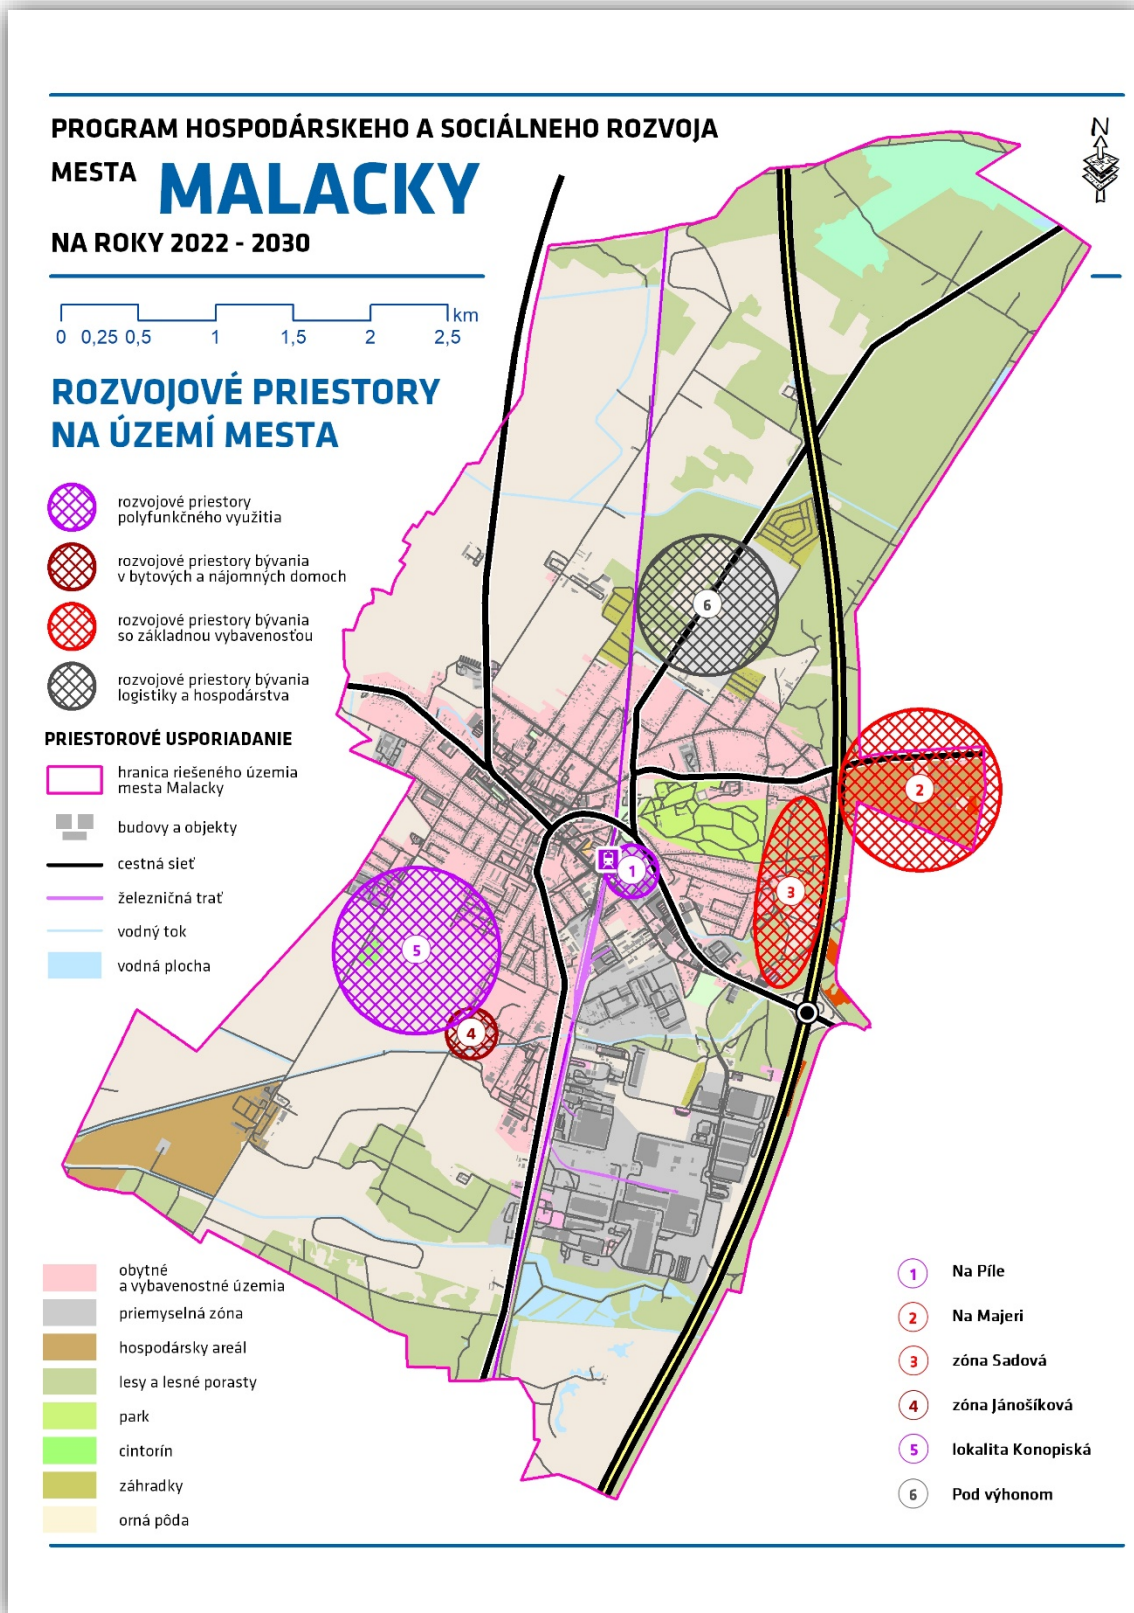 PROGRAM HOSPODÁRSKEHO A SOCIÁLNEHO ROZVOJA
MESTA MALACKY
NA ROKY 2022 - 2030
N
0 0,25 0,5 1 1,5 2 2,5 km
ROZVOJOVÉ PRIESTORY
NA ÚZEMÍ MESTA
rozvojové priestory
polyfunkčného využitia
rozvojové priestory bývania
v bytových a nájomných domoch
rozvojové priestory bývania
so základnou vybavenosťou
rozvojové priestory bývania
logistiky a hospodárstva
PRIESTOROVÉ USPORIADANIE
hranica riešeného územia
mesta Malacky
budovy a objekty
cestná sieť
železničná trať
vodný tok
vodná plocha
6
2
1
3
5
4
obytné
a vybavenostné územia
priemyselná zóna
hospodársky areál
lesy a lesné porasty
park
cintorín
záhradky
orná pôda
1 Na Píle
2 Na Majeri
3 zóna Sadová
4 zóna Jánošíková
5 lokalita Konopiská
6 Pod výhonom